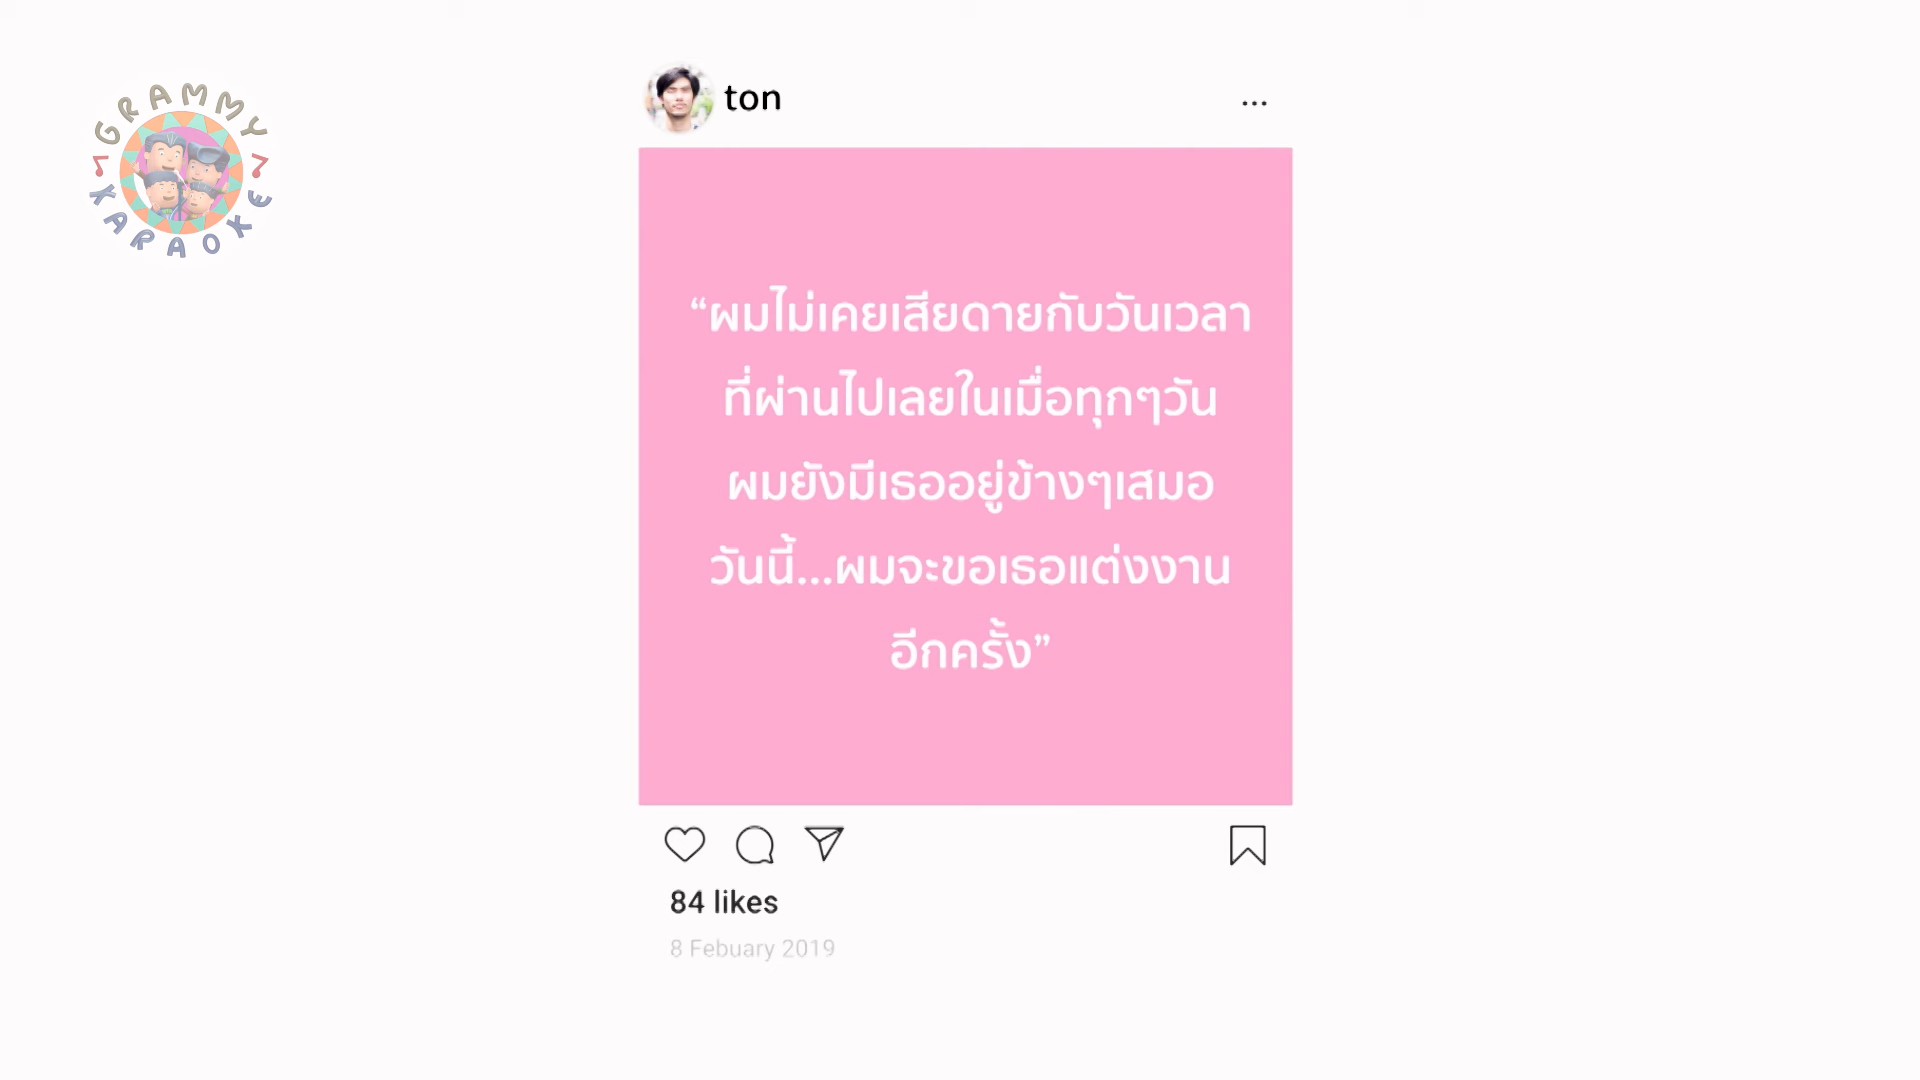 GRAMMY
KARAOKE
ton
...
“ผมไม่เคยเสียดายกับวันเวลา
ที่ผ่านไปเลยในเมื่อทุกๆวัน
ผมยังมีเธออยู่ข้างๆเสมอ
วันนี้...ผมจะขอเธอแต่งงาน
อีกครั้ง”
84 likes
8 Febuary 2019